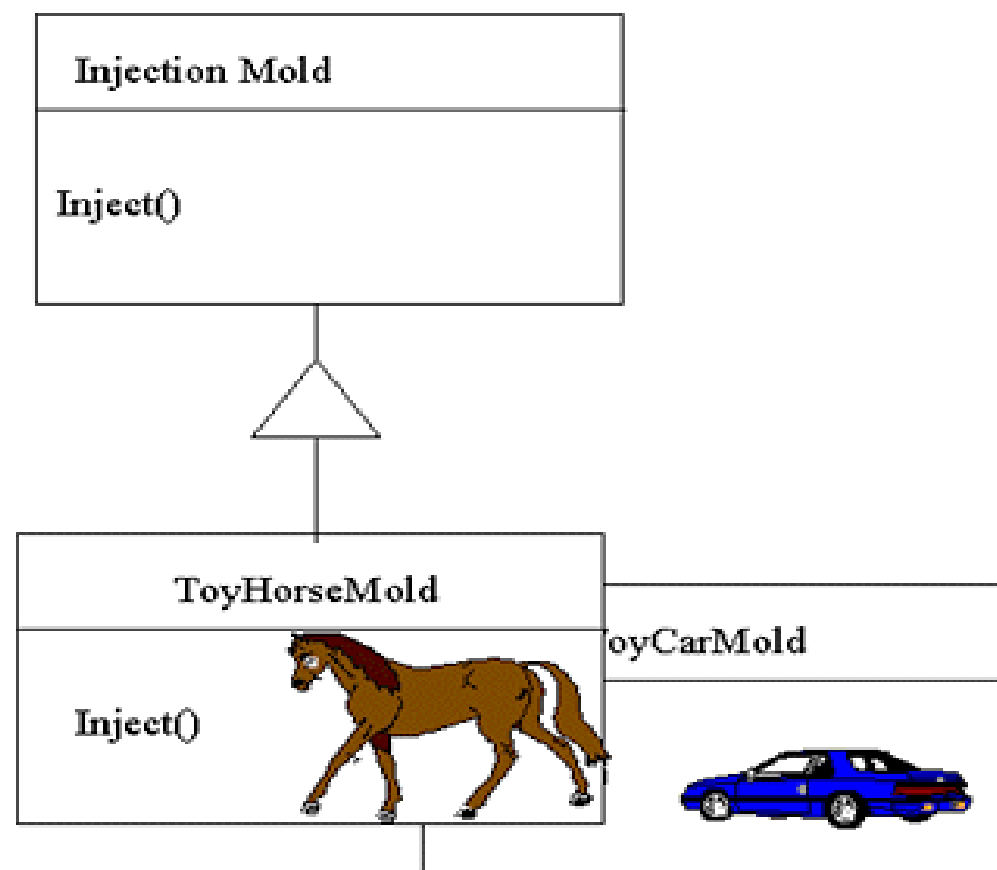 Injection Mold
Inject()
ToyHorseMold
oyCarMold
Inject()